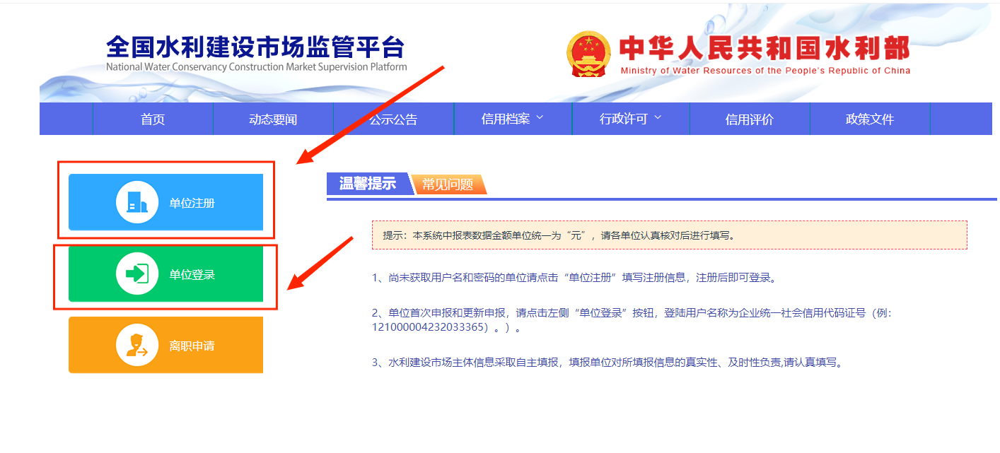 全国水利建设市场监管平台
National Water Conservancy Construction Market Supervision Platform
中华人民共和国水利部
Ministry of Water Resources of the People's Republic of China
首页
动态要闻
公示公告
信用档案
行政许可
信用评价
政策文件
单位注册
单位登录
离职申请
温馨提示
常见问题
提示：本系统中报表数据金额单位统一为“元”，请各单位认真核对后进行填写。
1、尚未获取用户名和密码的单位请点击“单位注册”填写注册信息，注册后即可登录。
2、单位首次申报和更新申报，请点击左侧“单位登录”按钮，登陆用户名称为企业统一社会信用代码证号（例：
121000004232033365）。）。
3、水利建设市场主体信息采取自主填报，填报单位对所填报信息的真实性、及时性负责,请认真填写。